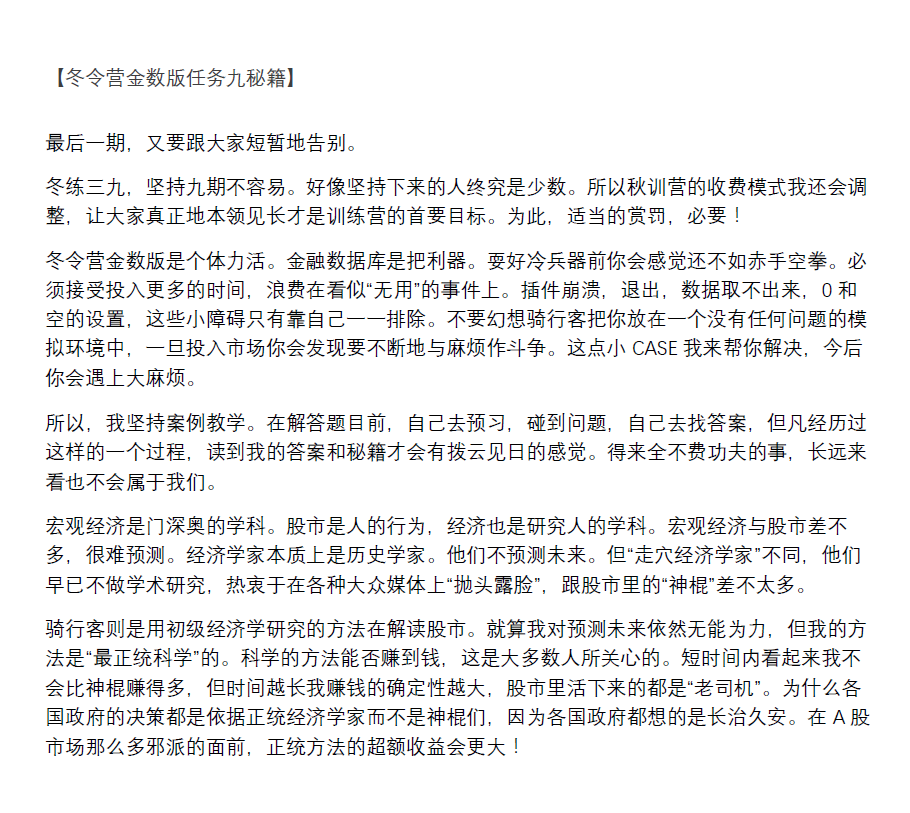 【冬令营金数版任务九秘籍】
最后一期，又要跟大家短暂地告别。
冬练三九，坚持九期不容易。好像坚持下来的人终究是少数。所以秋训营的收费模式我还会调
整，让大家真正地本领见长才是训练营的首要目标。为此，适当的赏罚，必要！
冬令营金数版是个体力活。金融数据库是把利器。耍好冷兵器前你会感觉还不如赤手空拳。必
须接受投入更多的时间，浪费在看似“无用”的事件上。插件崩溃，退出，数据取不出来，0 和
空的设置，这些小障碍只有靠自己一一排除。不要幻想骑行客把你放在一个没有任何问题的模
拟环境中，一旦投入市场你会发现要不断地与麻烦作斗争。这点小 CASE 我来帮你解决，今后
你会遇上大麻烦。
所以，我坚持案例教学。在解答题目前，自己去预习，碰到问题，自己去找答案，但凡经历过
这样的一个过程，读到我的答案和秘籍才会有拨云见日的感觉。得来全不费功夫的事，长远来
看也不会属于我们。
宏观经济是门深奥的学科。股市是人的行为，经济也是研究人的学科。宏观经济与股市差不
多，很难预测。经济学家本质上是历史学家。他们不预测未来。但“走穴经济学家”不同，他们
早已不做学术研究，热衷于在各种大众媒体上“抛头露脸”，跟股市里的“神棍”差不太多。
骑行客则是用初级经济学研究的方法在解读股市。就算我对预测未来依然无能为力，但我的方
法是“最正统科学”的。科学的方法能否赚到钱，这是大多数人所关心的。短时间内看起来我不
会比神棍赚得多，但时间越长我赚钱的确定性越大，股市里活下来的都是“老司机”。为什么各
国政府的决策都是依据正统经济学家而不是神棍们，因为各国政府都想的是长治久安。在 A 股
市场那么多邪派的面前，正统方法的超额收益会更大！